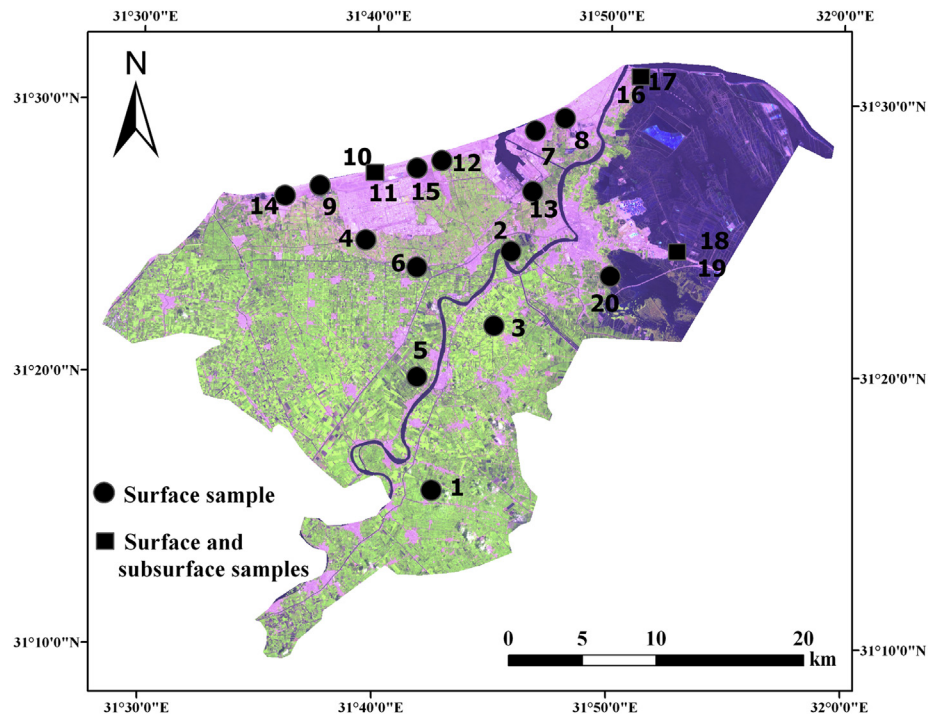 31°30'0"E 31°40'0"E 31°50'0"E 32°0'0"E
N
31°30'0"N 31°30'0"N
16 17
10 12 7 8
11 15
14 9 13
4 2 18
6 19
20
3
31°20'0"N 5 31°20'0"N
1
Surface sample
Surface and
subsurface samples
31°10'0"N 31°10'0"N
0 5 10 20
km
31°30'0"E 31°40'0"E 31°50'0"E 32°0'0"E